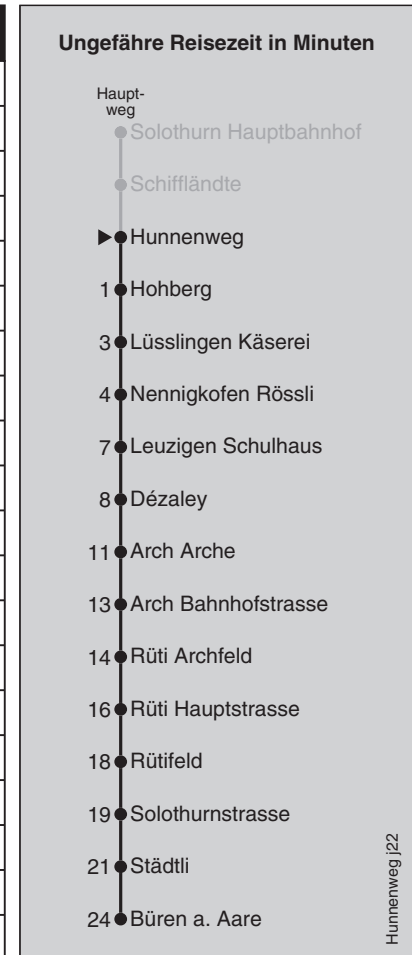 Ungefähre Reisezeit in Minuten
Haupt-
weg
Solothurn Hauptbahnhof
Schiffländte
Hunnenweg
1 Hohberg
3 Lüsslingen Käserei
4 Nennigkofen Rössli
7 Leuzigen Schulhaus
8 Dézaley
11 Arch Arche
13 Arch Bahnhofstrasse
14 Rüti Archfeld
16 Rüti Hauptstrasse
18 Rütifeld
19 Solothurnstrasse
21 Städtli
24 Büren a. Aare
Hunnenweg j22